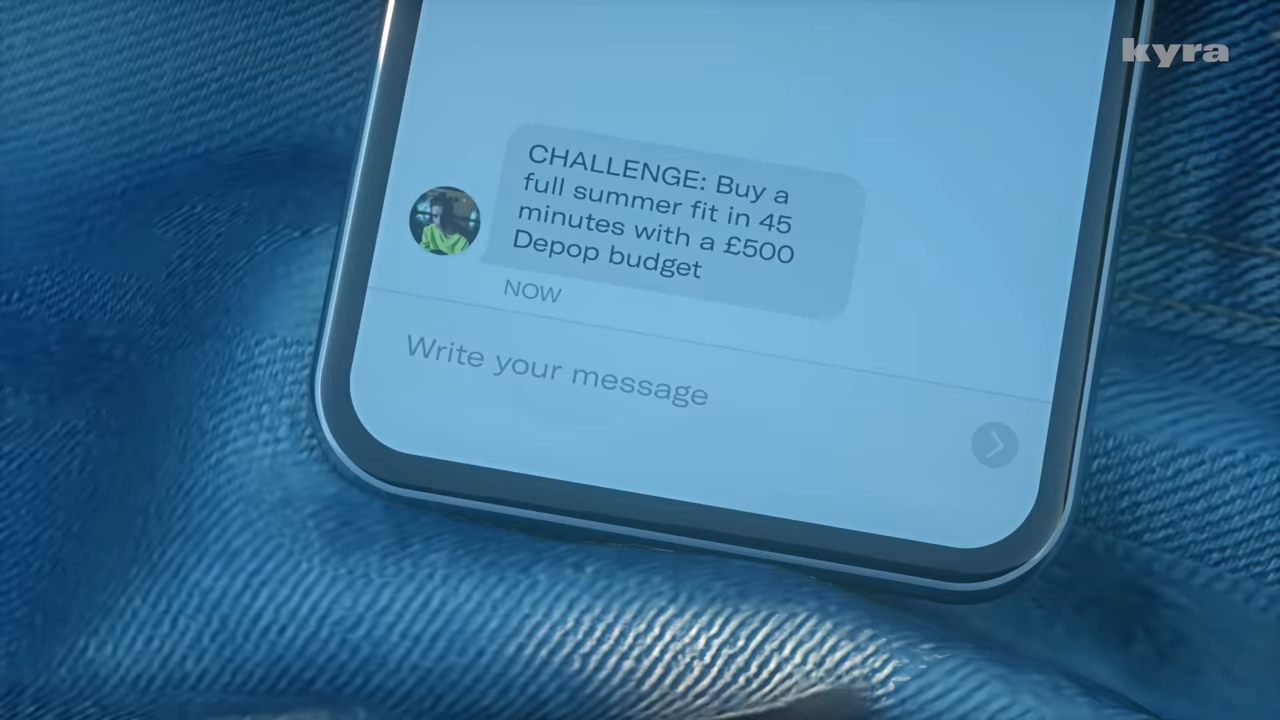 kyra
CHALLENGE: Buy a
full summer fit in 45
minutes with a £500
Depop budget
NOW
Write your message